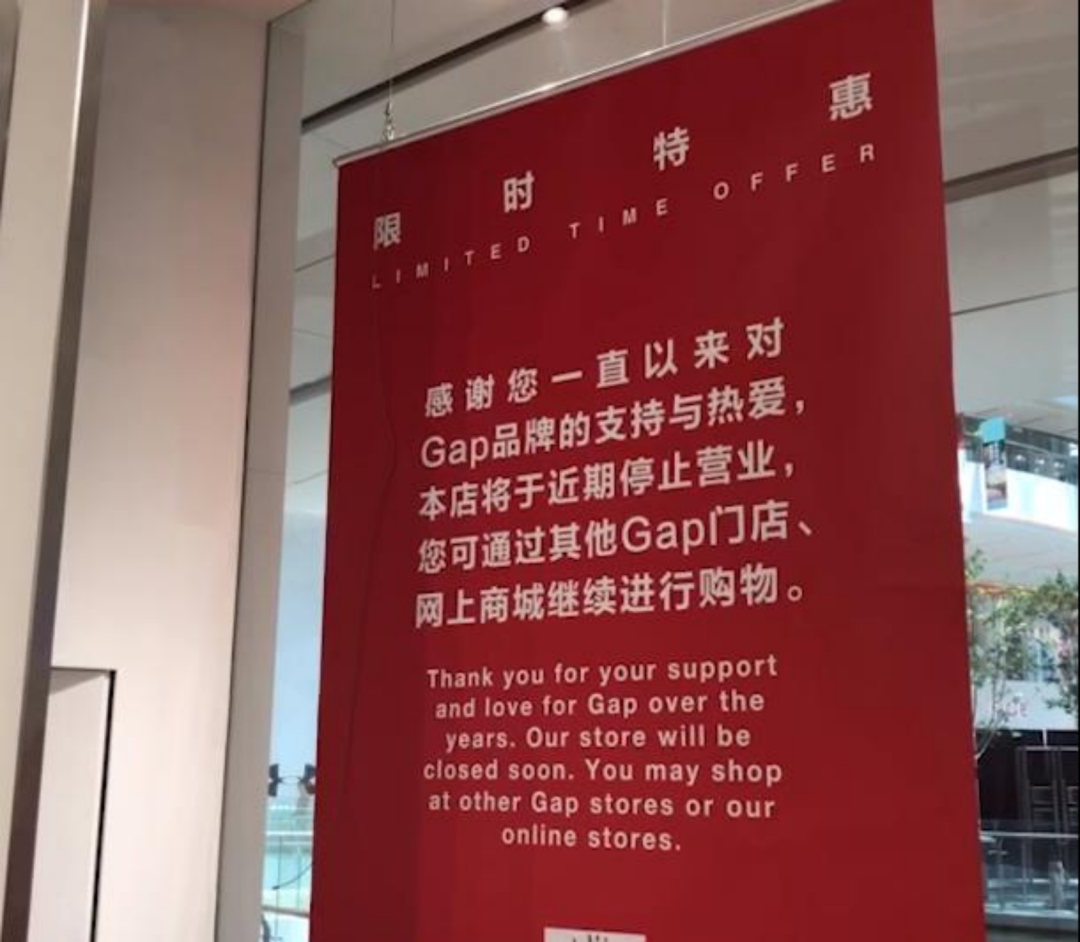 限时特惠
LIMITED TIME OFFER
感谢您一直以来对
Gap品牌的支持与热爱，
本店将于近期停止营业，
您可通过其他Gap门店、
网上商城继续进行购物。
Thank you for your support
and love for Gap over the
years. Our store will be
closed soon. You may shop
at other Gap stores or our
online stores.